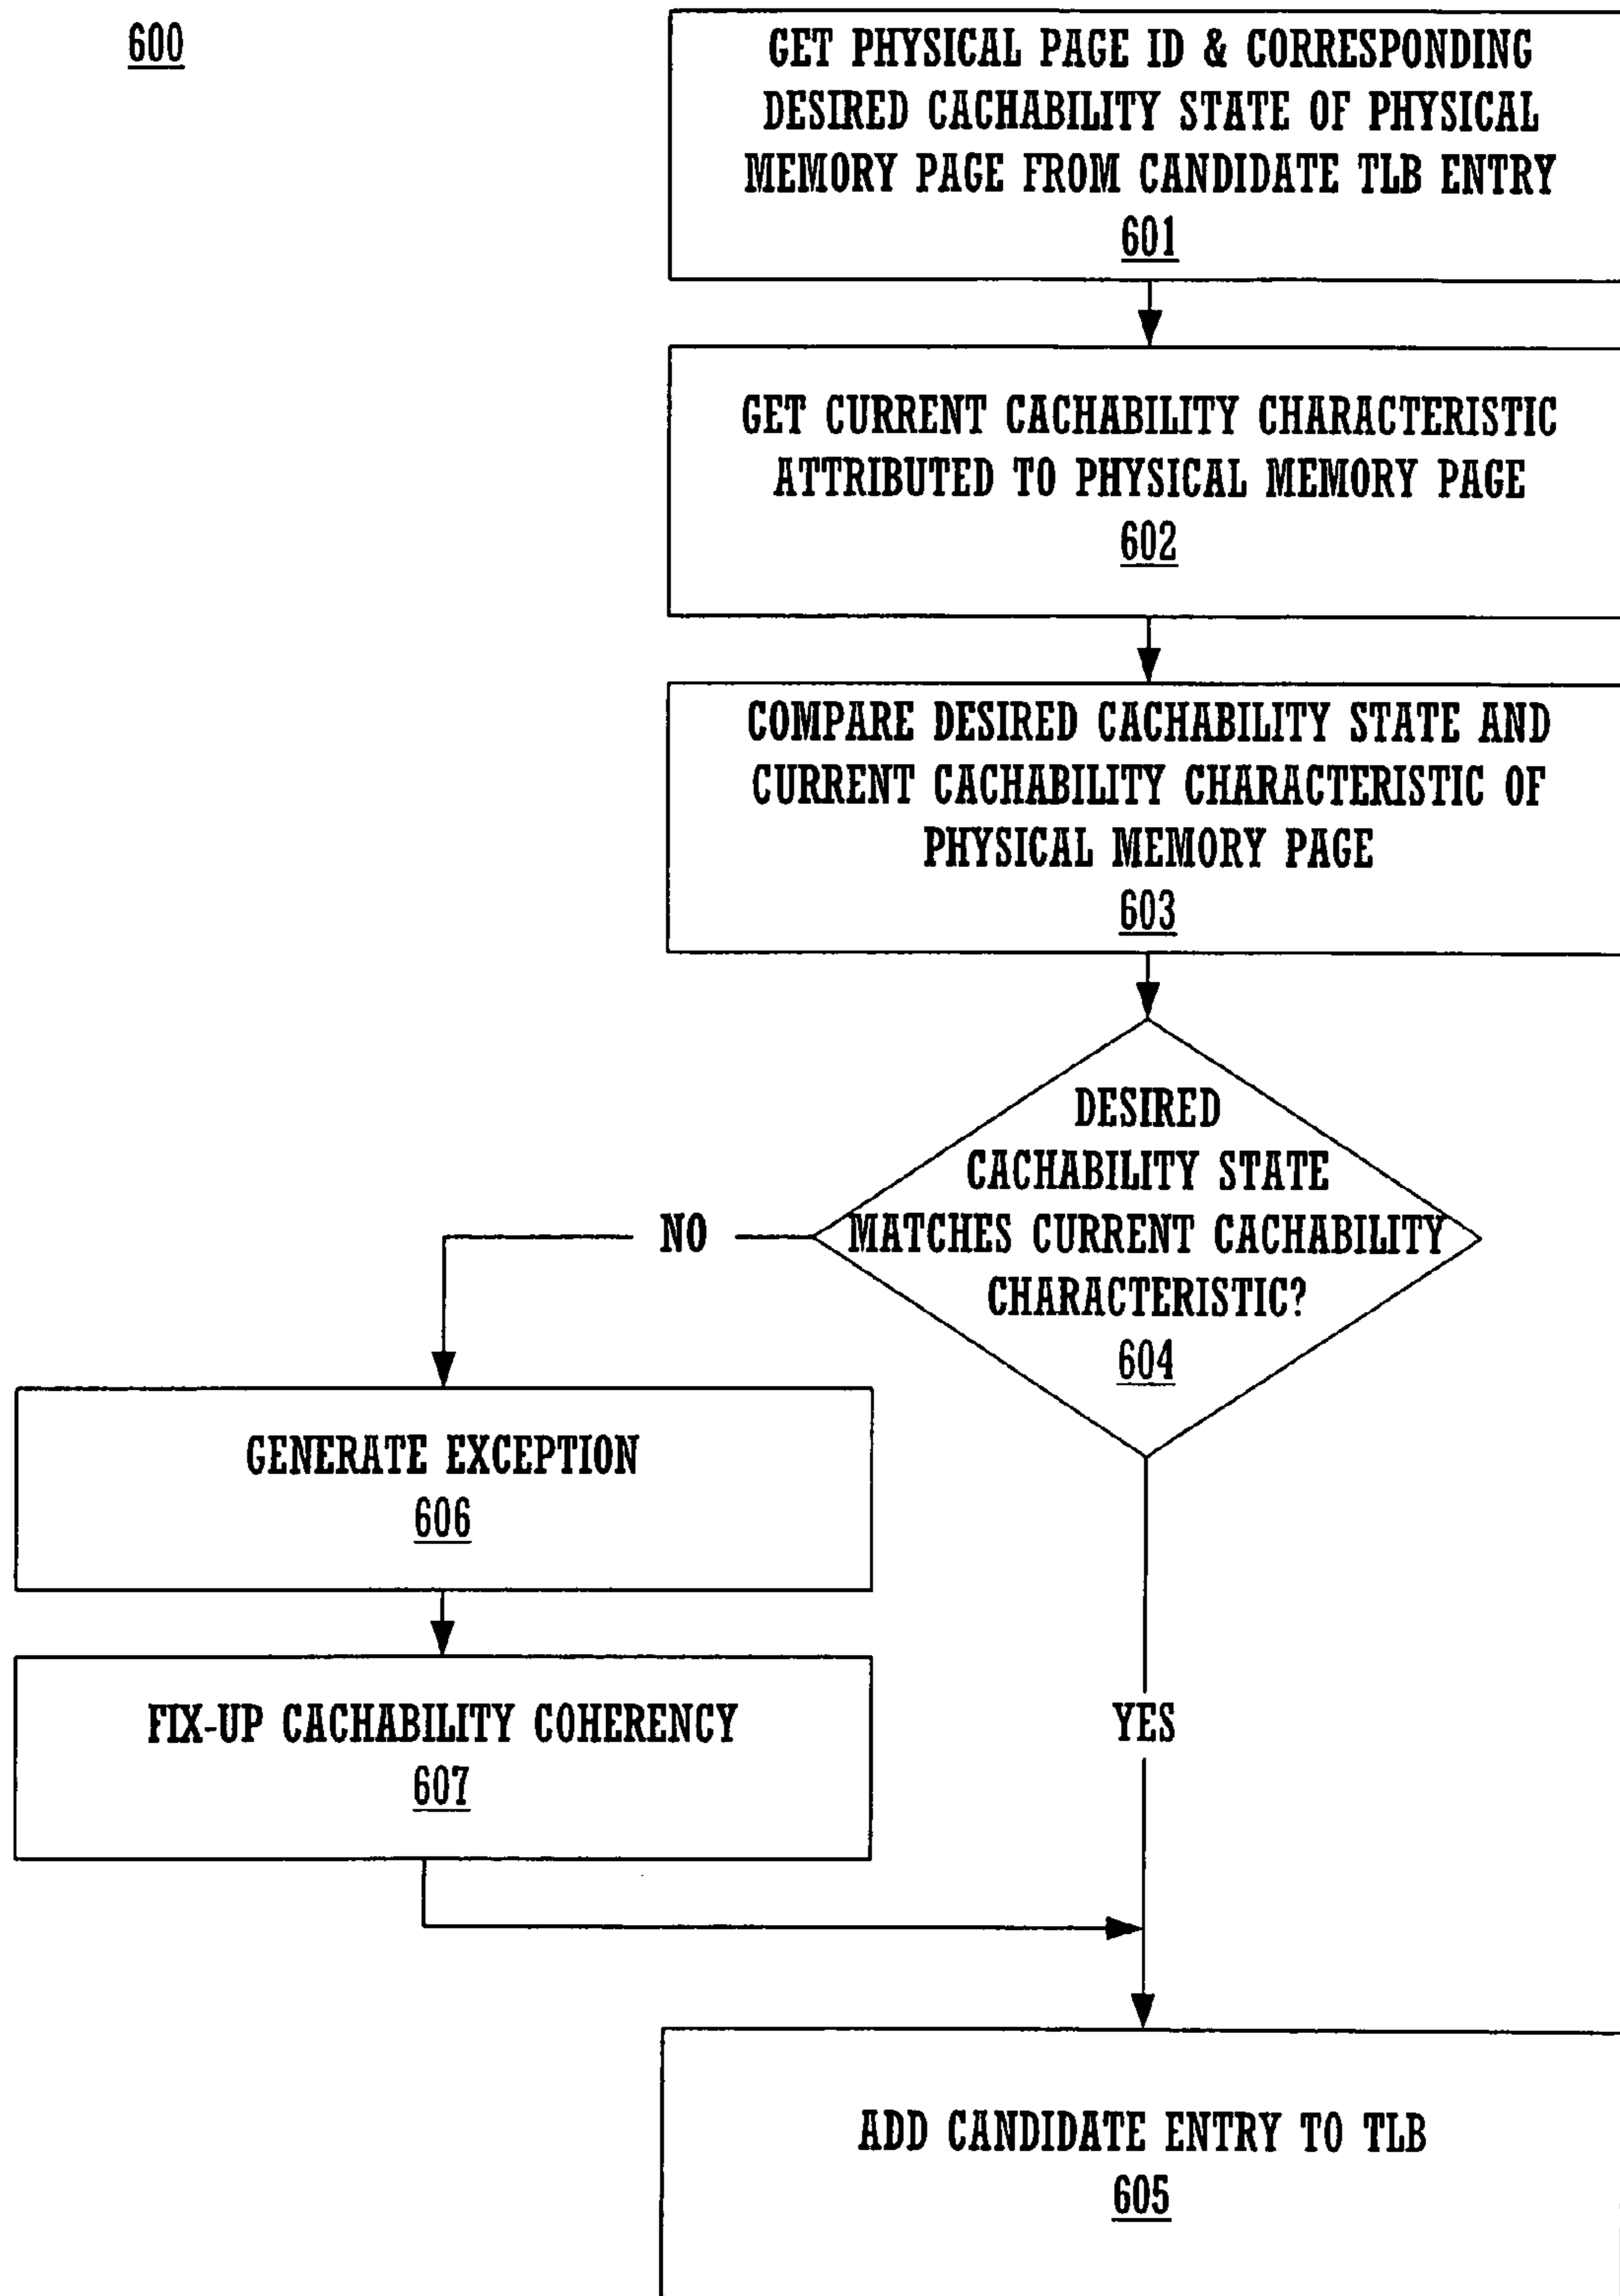 600
GET PHYSICAL PAGE ID & CORRESPONDING
DESIRED CACHABILITY STATE OF PHYSICAL
MEMORY PAGE FROM CANDIDATE TLB ENTRY
601
GET CURRENT CACHABILITY CHARACTERISTIC
ATTRIBUTED TO PHYSICAL MEMORY PAGE
602
COMPARE DESIRED CACHABILITY STATE AND
CURRENT CACHABILITY CHARACTERISTIC OF
PHYSICAL MEMORY PAGE
603
DESIRED
CACHABILITY STATE
MATCHES CURRENT CACHABILITY
CHARACTERISTIC?
604
NO
GENERATE EXCEPTION
606
FIX-UP CACHABILITY COHERENCY
607
YES
ADD CANDIDATE ENTRY TO TLB
605